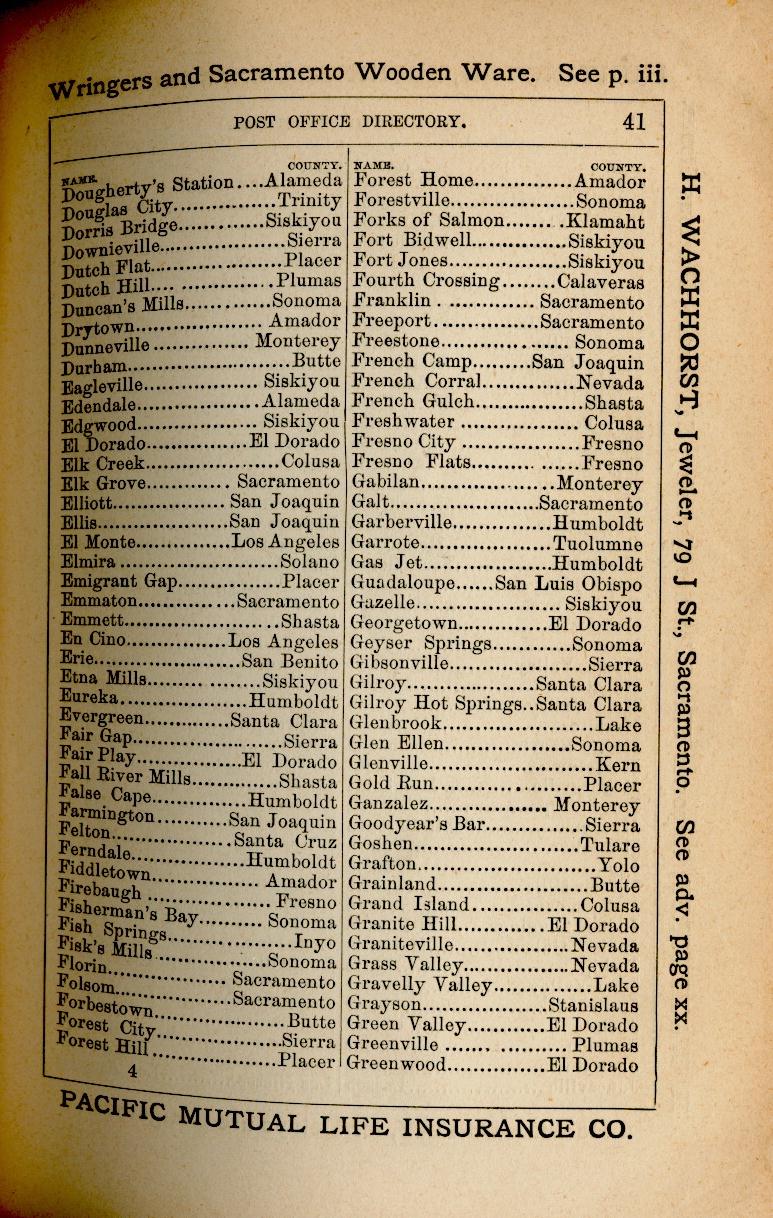 Wringers and Sacramento Wooden Ware. See p. iii.
POST OFFICE DIRECTORY. 41
NAME. COUNTY.
Dougherty's Station....Alameda
Douglas City..............Trinity
Dorris Bridge............Siskiyou
Downieville...................Sierra
Dutch Flat....................Placer
Dutch Hill.... ..............Plumas
Duncan's Mills............Sonoma
Drytown................... Amador
Dunneville .............. Monterey
Durham........................Butte
Eagleville................. Siskiyou
Edendale...................Alameda
Edgwood.................. Siskiyou
El Dorado................El Dorado
Elk Creek.....................Colusa
Elk Grove............. Sacramento
Elliott................. San Joaquin
Ellis....................San Joaquin
El Monte..............Los Angeles
Elmira ........................Solano
Emigrant Gap...............Placer
Emmaton...............Sacramento
Emmett........................Shasta
En Cino...............Los Angeles
Erie......................San Benito
Etna Mills......... ........Siskiyou
Eureka...................Humboldt
Evergreen.............Santa Clara
Fair Gap.......................Sierra
Fair Play................El Dorado
Fall River Mills.............Shasta
False Cape..............Humboldt
Farmington...........San Joaquin
Felton...................Santa Cruz
Ferndale.................Humboldt
Fiddletown................ Amador
Firebaugh ................... Fresno
Fisherman's Bay.......... Sonoma
Fish Springs...................Inyo
Fisk's Mills.................Sonoma
Florin................... Sacramento
Folsom..................Sacramento
Forbestown....................Butte
Forest City...................Sierra
Forest Hill...................Placer
4
NAME. COUNTY.
Forest Home...............Amador
Forestville...................Sonoma
Forks of Salmon.........Klamaht
Fort Bidwell...............Siskiyou
Fort Jones..................Siskiyou
Fourth Crossing........Calaveras
Franklin . ............. Sacramento
Freeport................Sacramento
Freestone.................... Sonoma
French Camp.........San Joaquin
French Corral..............Nevada
French Gulch.................Shasta
Freshwater .................. Colusa
Fresno City ..................Fresno
Fresno Flats.......... ......Fresno
Gabilan.....................Monterey
Galt.......................Sacramento
Garberville...............Humboldt
Garrote....................Tuolumne
Gas Jet....................Humboldt
Guadaloupe......San Luis Obispo
Gazelle...................... Siskiyou
Georgetown..............El Dorado
Geyser Springs............Sonoma
Gibsonville.....................Sierra
Gilroy....................Santa Clara
Gilroy Hot Springs..Santa Clara
Glenbrook.......................Lake
Glen Ellen...................Sonoma
Glenville..........................Kern
Gold Run.......................Placer
Ganzalez.................. Monterey
Goodyear's Bar...............Sierra
Goshen.........................Tulare
Grafton............................Yolo
Grainland.......................Butte
Grand Island................Colusa
Granite Hill.............El Dorado
Graniteville..................Nevada
Grass Valley................Nevada
Gravelly Valley...............Lake
Grayson...................Stanislaus
Green Valley............El Dorado
Greenville ....... .......... Plumas
Greenwood...............El Dorado
H. WACHHORST, Jeweler, 79 J St., Sacramento. See adv. page xx.
PACIFIC MUTUAL LIFE INSURANCE CO.